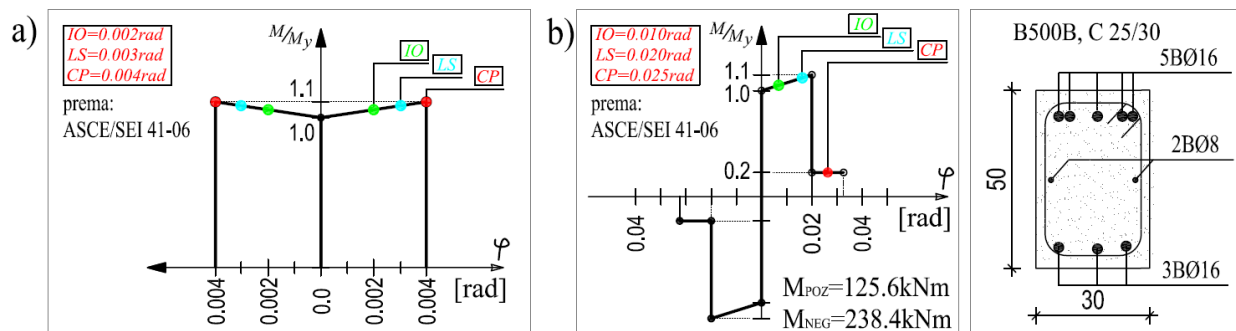 a)
IO=0.002rad
LS=0.003rad
CP=0.004rad
prema:
ASCE/SEI 41-06
M/My
IO
LS
CP
1.1
1.0
φ
[rad]
0.004
0.002
0.0
0.002
0.004
b)
IO=0.010rad
LS=0.020rad
CP=0.025rad
prema:
ASCE/SEI 41-06
M/My
IO
LS
CP
1.1
1.0
0.2
φ
[rad]
0.04
0.02
0.04
MPOZ=125.6kNm
MNEG=238.4kNm
B500B, C 25/30
5BØ16
2BØ8
50
3BØ16
30